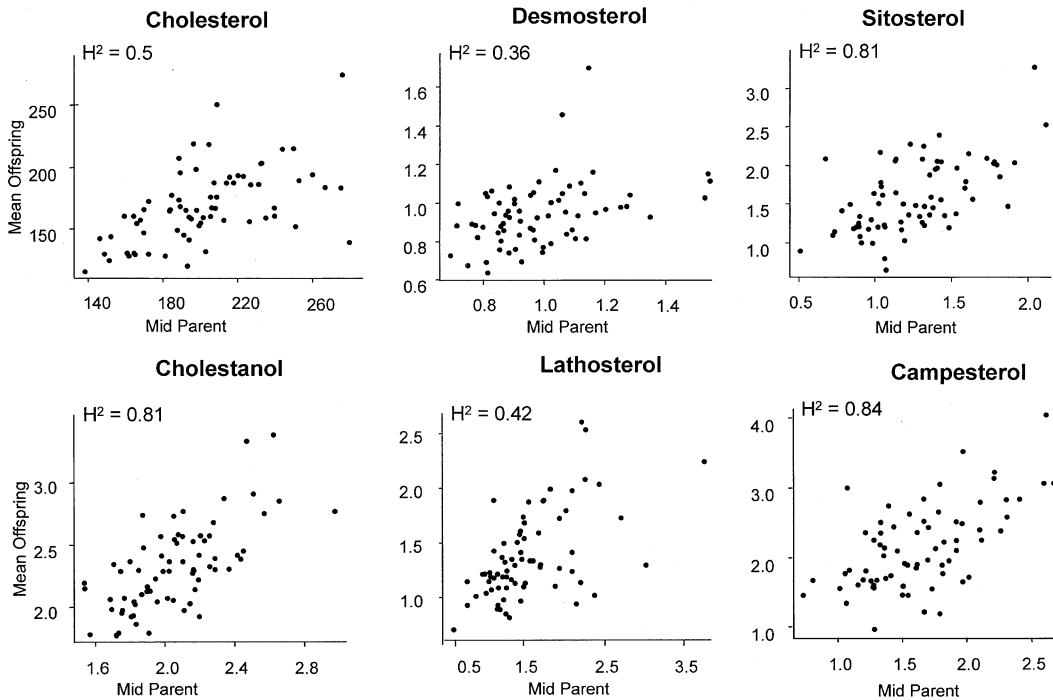 Cholesterol
H² = 0.5
Mean Offspring
250
200
150
140 180 220 260
Mid Parent
Desmosterol
H² = 0.36
1.6
1.4
1.2
1.0
0.8
0.6
0.8 1.0 1.2 1.4
Mid Parent
Sitosterol
H² = 0.81
3.0
2.5
2.0
1.5
1.0
0.5 1.0 1.5 2.0
Mid Parent
Cholestanol
H² = 0.81
Mean Offspring
3.0
2.5
2.0
1.6 2.0 2.4 2.8
Mid Parent
Lathosterol
H² = 0.42
2.5
2.0
1.5
1.0
0.5 1.5 2.5 3.5
Mid Parent
Campesterol
H² = 0.84
4.0
3.0
2.0
1.0
1.0 1.5 2.0 2.5
Mid Parent